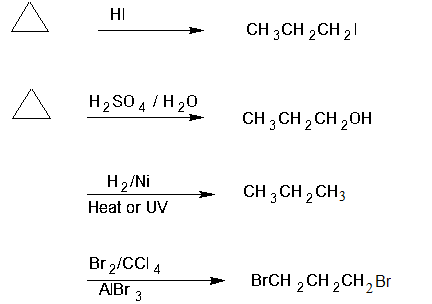 HI
CH3CH2CH2I
H2SO4 / H2O
CH3CH2CH2OH
H2/Ni
Heat or UV
CH3CH2CH3
Br2/CCl4
AlBr3
BrCH2CH2CH2Br